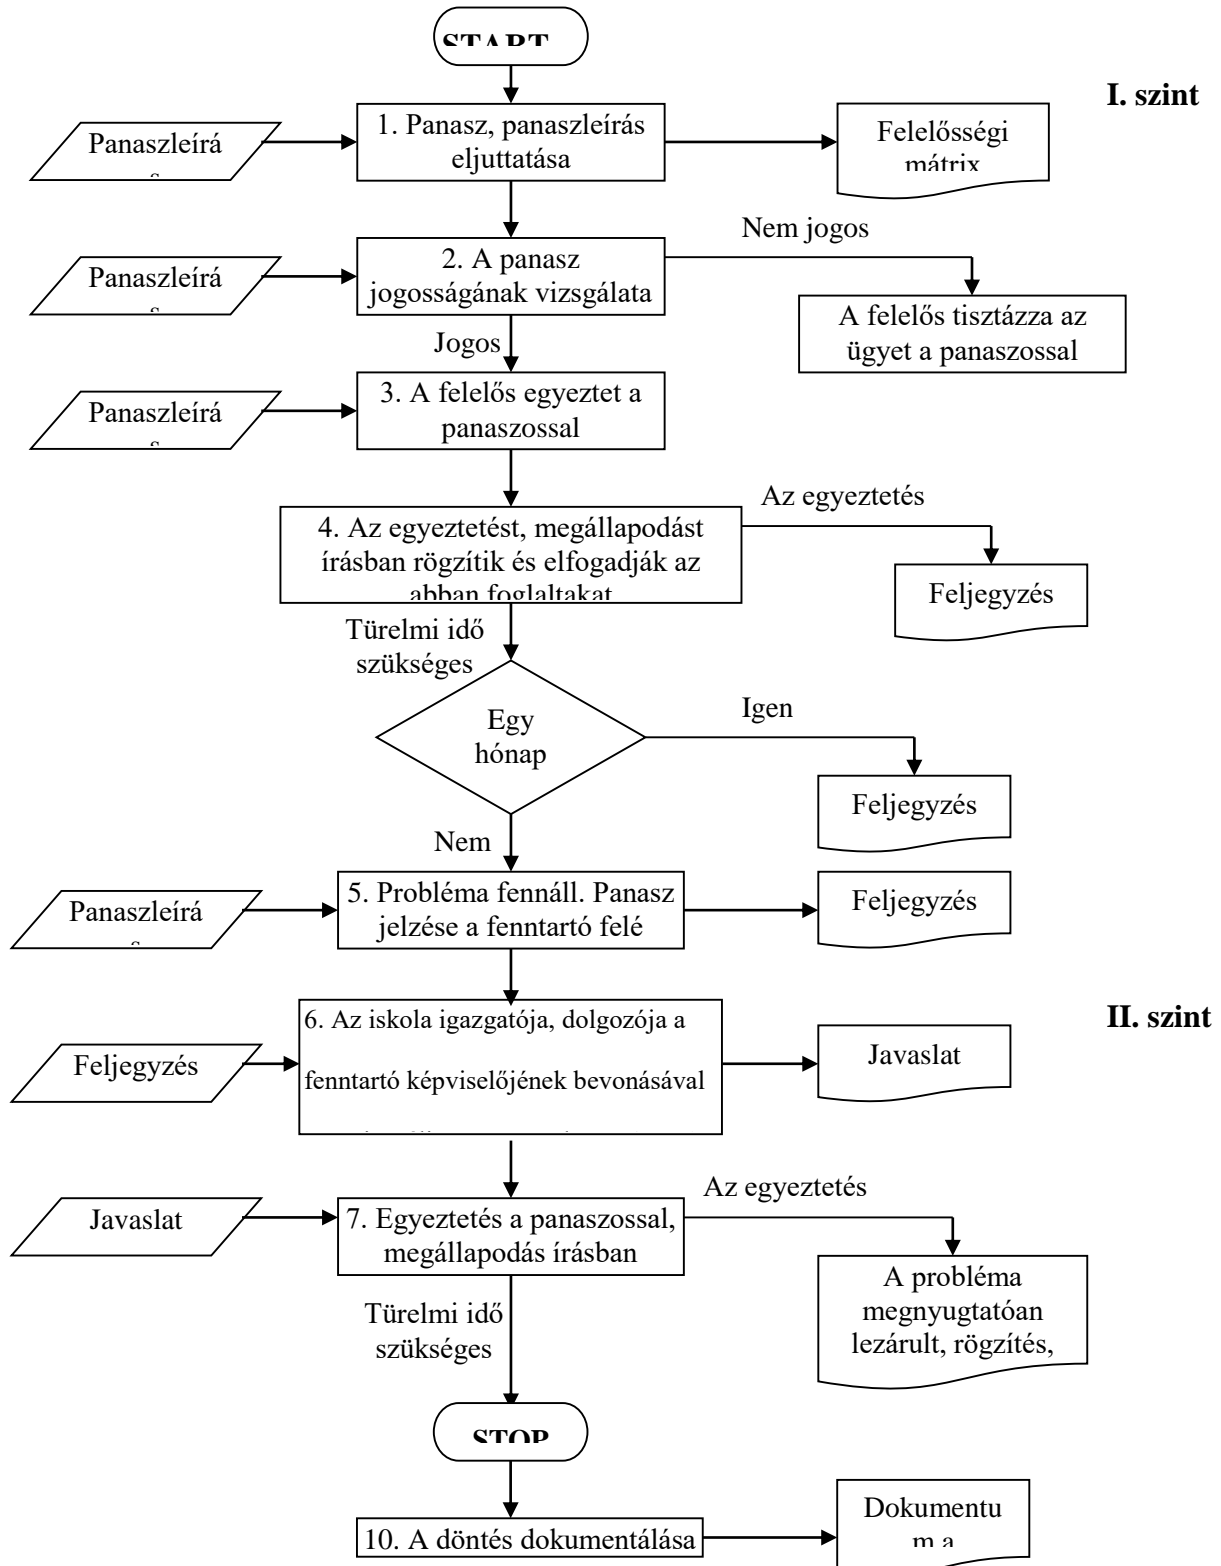 START
I. szint
Panaszleírá
s
1. Panasz, panaszleírás
eljuttatása
Felelősségi
mátrix
Nem jogos
Panaszleírá
s
2. A panasz
jogosságának vizsgálata
A felelős tisztázza az
ügyet a panaszossal
Jogos
Panaszleírá
s
3. A felelős egyeztet a
panaszossal
Az egyeztetés
4. Az egyeztetést, megállapodást
írásban rögzítik és elfogadják az
abban foglaltakat
Feljegyzés
Türelmi idő
szükséges
Egy
hónap
Igen
Feljegyzés
Nem
Panaszleírá
s
5. Probléma fennáll. Panasz
jelzése a fenntartó felé
Feljegyzés
II. szint
Feljegyzés
6. Az iskola igazgatója, dolgozója a
fenntartó képviselőjének bevonásával
Javaslat
Az egyeztetés
Javaslat
7. Egyeztetés a panaszossal,
megállapodás írásban
A probléma
megnyugtatóan
lezárult, rögzítés,
Türelmi idő
szükséges
STOP
10. A döntés dokumentálása
Dokumentu
m a